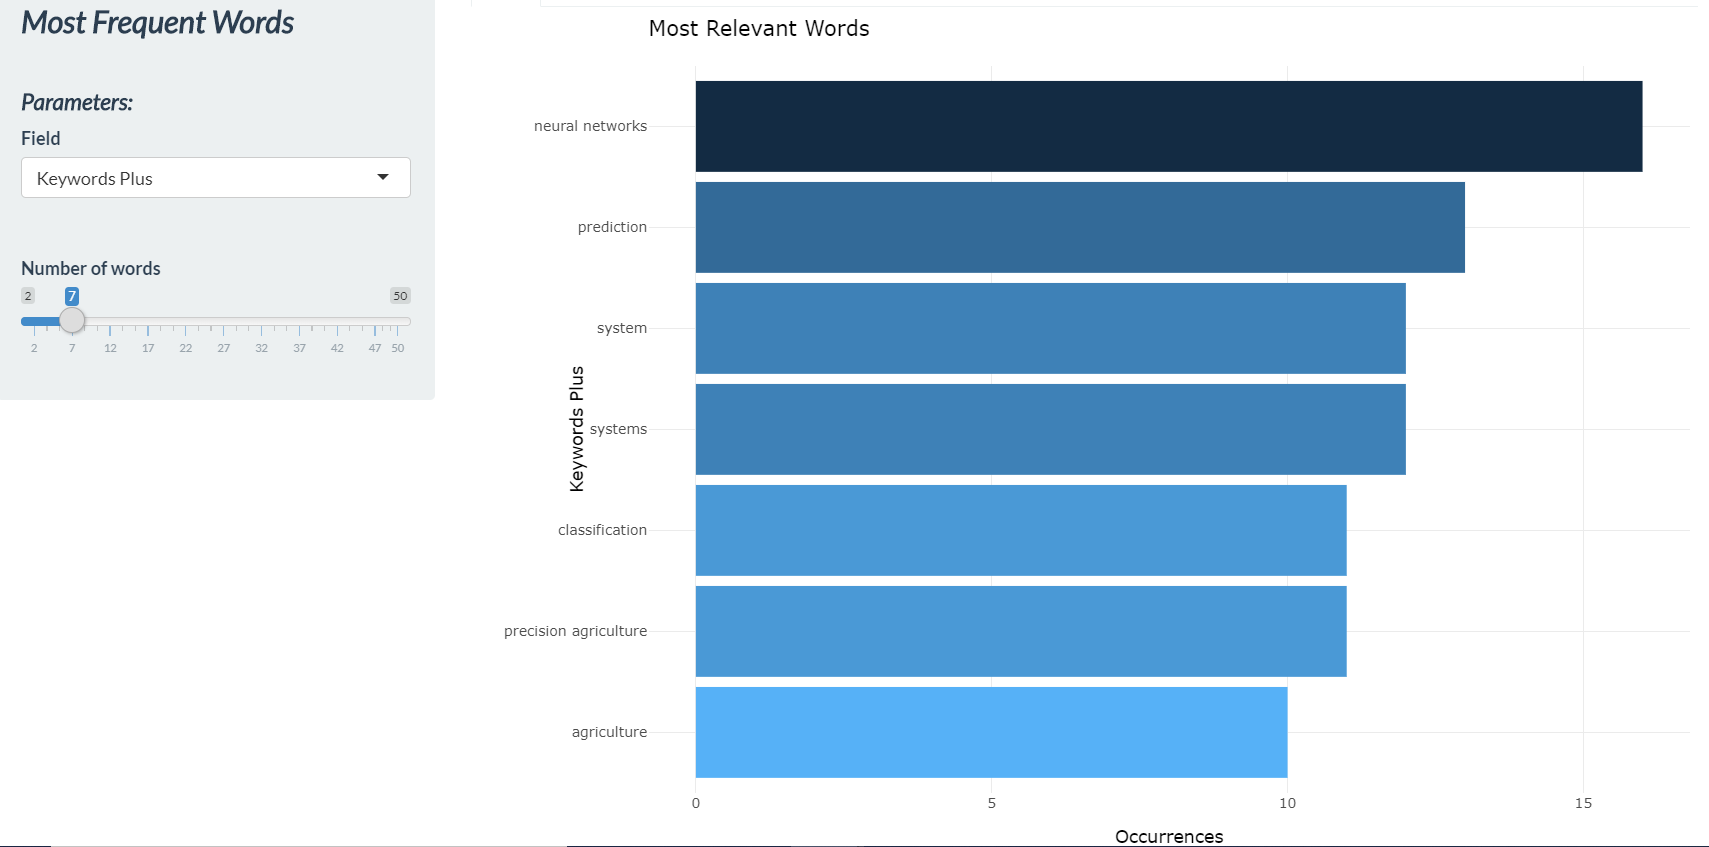 Most Frequent Words
Parameters:
Field
Keywords Plus
Number of words
2 7 50
2 7 12 17 22 27 32 37 42 47 50
Most Relevant Words
Keywords Plus
neural networks
prediction
system
systems
classification
precision agriculture
agriculture
0 5 10 15
Occurrences